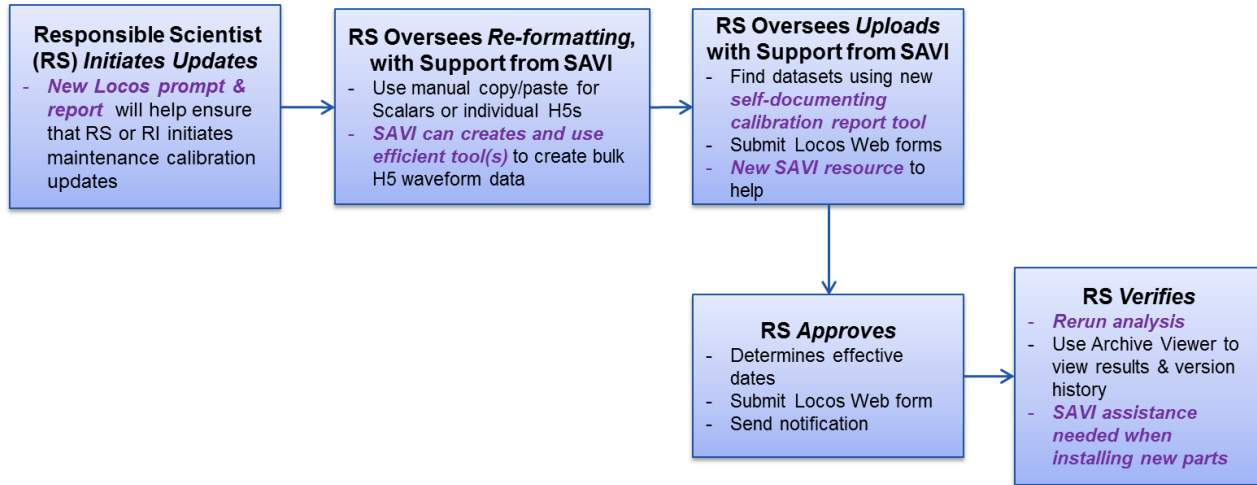 Responsible Scientist
(RS) Initiates Updates
- New Locos prompt &
report will help ensure
that RS or RI initiates
maintenance calibration
updates
RS Oversees Re-formatting,
with Support from SAVI
- Use manual copy/paste for
Scalars or individual H5s
- SAVI can creates and use
efficient tool(s) to create bulk
H5 waveform data
RS Oversees Uploads
with Support from SAVI
- Find datasets using new
self-documenting
calibration report tool
- Submit Locos Web forms
- New SAVI resource to
help
RS Approves
- Determines effective
dates
- Submit Locos Web form
- Send notification
RS Verifies
- Rerun analysis
- Use Archive Viewer to
view results & version
history
- SAVI assistance
needed when
installing new parts